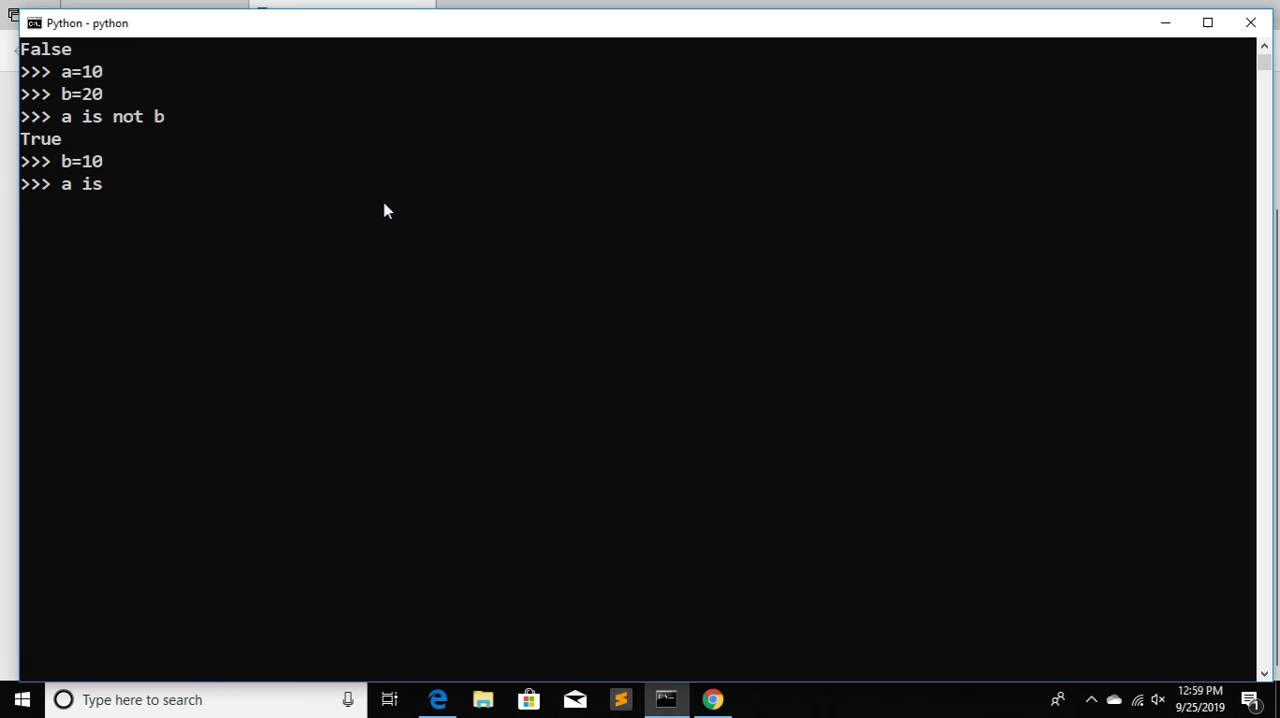 Python - python
False
>>> a=10
>>> b=20
>>> a is not b
True
>>> b=10
>>> a is
Type here to search
12:59 PM
9/25/2019
1